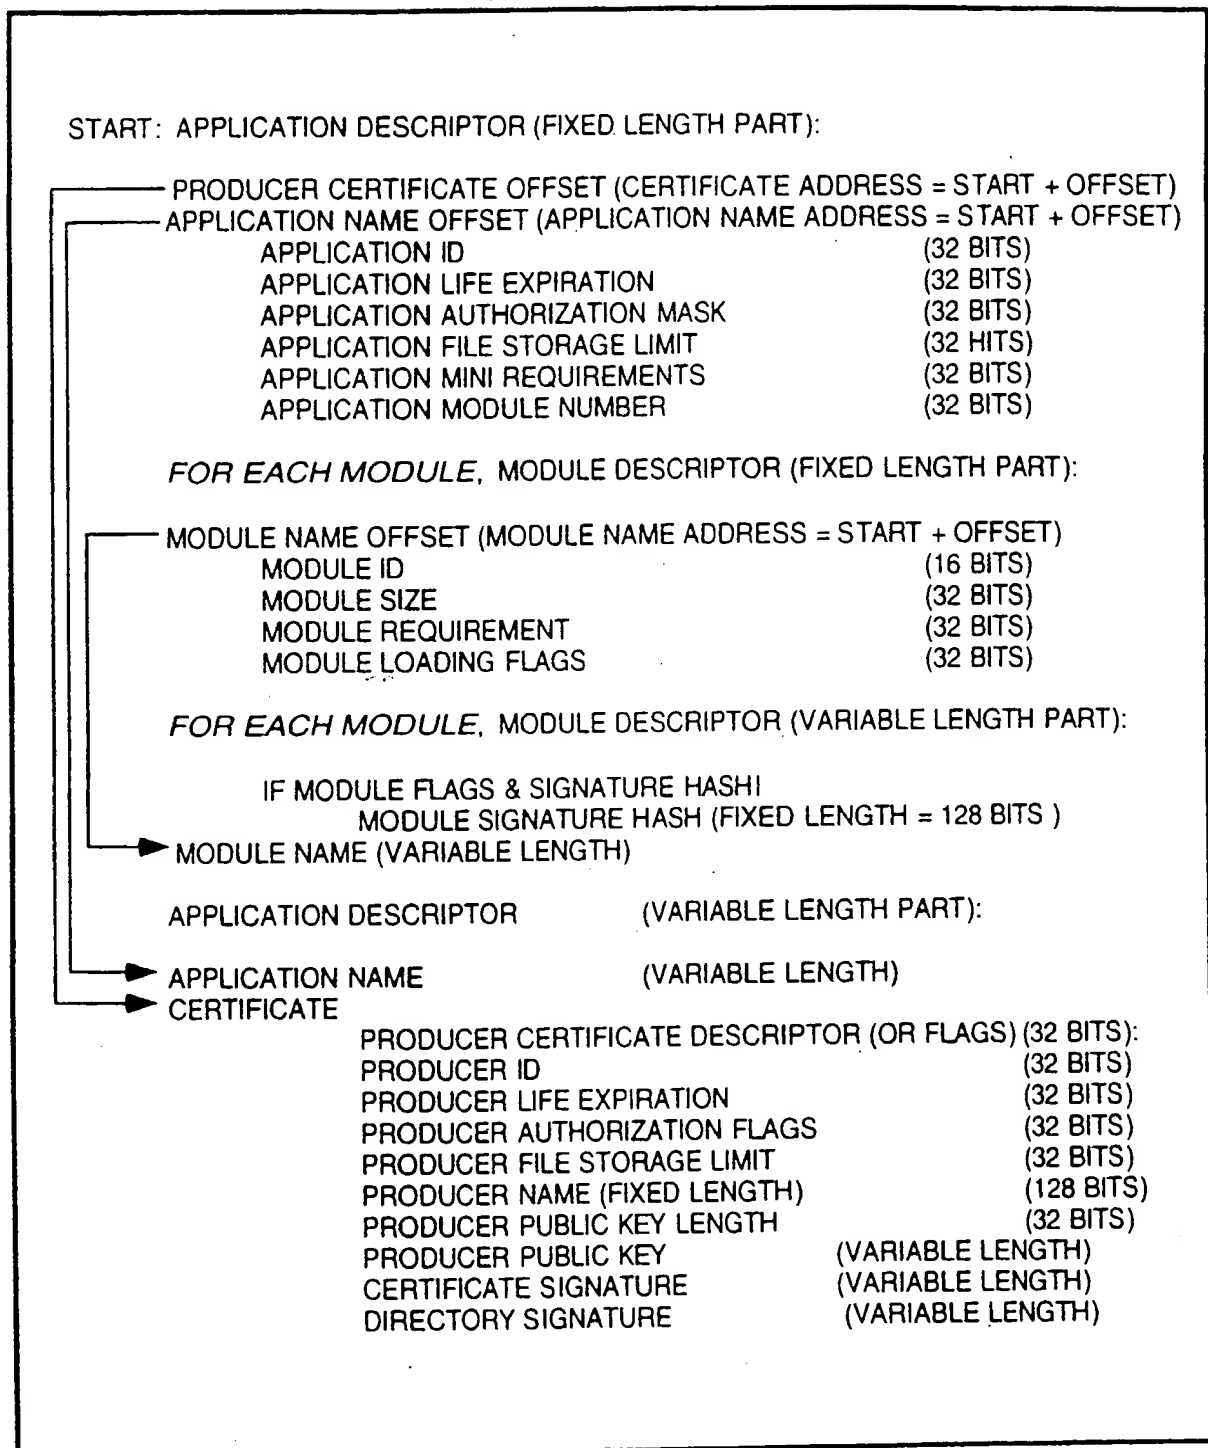 START: APPLICATION DESCRIPTOR (FIXED LENGTH PART):
PRODUCER CERTIFICATE OFFSET (CERTIFICATE ADDRESS = START + OFFSET)
APPLICATION NAME OFFSET (APPLICATION NAME ADDRESS = START + OFFSET)
APPLICATION ID (32 BITS)
APPLICATION LIFE EXPIRATION (32 BITS)
APPLICATION AUTHORIZATION MASK (32 BITS)
APPLICATION FILE STORAGE LIMIT (32 HITS)
APPLICATION MINI REQUIREMENTS (32 BITS)
APPLICATION MODULE NUMBER (32 BITS)
FOR EACH MODULE, MODULE DESCRIPTOR (FIXED LENGTH PART):
MODULE NAME OFFSET (MODULE NAME ADDRESS = START + OFFSET)
MODULE ID (16 BITS)
MODULE SIZE (32 BITS)
MODULE REQUIREMENT (32 BITS)
MODULE LOADING FLAGS (32 BITS)
FOR EACH MODULE, MODULE DESCRIPTOR (VARIABLE LENGTH PART):
IF MODULE FLAGS & SIGNATURE HASHI
MODULE SIGNATURE HASH (FIXED LENGTH = 128 BITS )
MODULE NAME (VARIABLE LENGTH)
APPLICATION DESCRIPTOR (VARIABLE LENGTH PART):
APPLICATION NAME (VARIABLE LENGTH)
CERTIFICATE
PRODUCER CERTIFICATE DESCRIPTOR (OR FLAGS) (32 BITS):
PRODUCER ID (32 BITS)
PRODUCER LIFE EXPIRATION (32 BITS)
PRODUCER AUTHORIZATION FLAGS (32 BITS)
PRODUCER FILE STORAGE LIMIT (32 BITS)
PRODUCER NAME (FIXED LENGTH) (128 BITS)
PRODUCER PUBLIC KEY LENGTH (32 BITS)
PRODUCER PUBLIC KEY (VARIABLE LENGTH)
CERTIFICATE SIGNATURE (VARIABLE LENGTH)
DIRECTORY SIGNATURE (VARIABLE LENGTH)